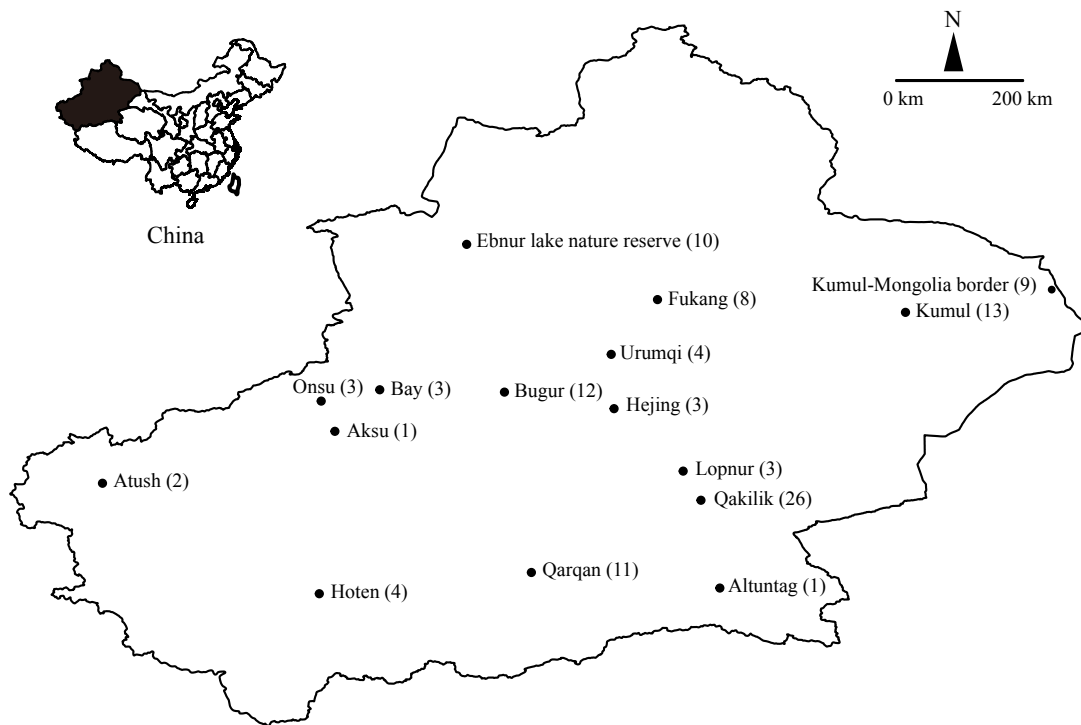 N
0 km 200 km
China
Ebnur lake nature reserve (10)
Kumul-Mongolia border (9)
Fukang (8)
Kumul (13)
Urumqi (4)
Onsu (3)
Bay (3)
Bugur (12)
Hejing (3)
Aksu (1)
Lopnur (3)
Atush (2)
Qakilik (26)
Qarqan (11)
Altuntag (1)
Hoten (4)